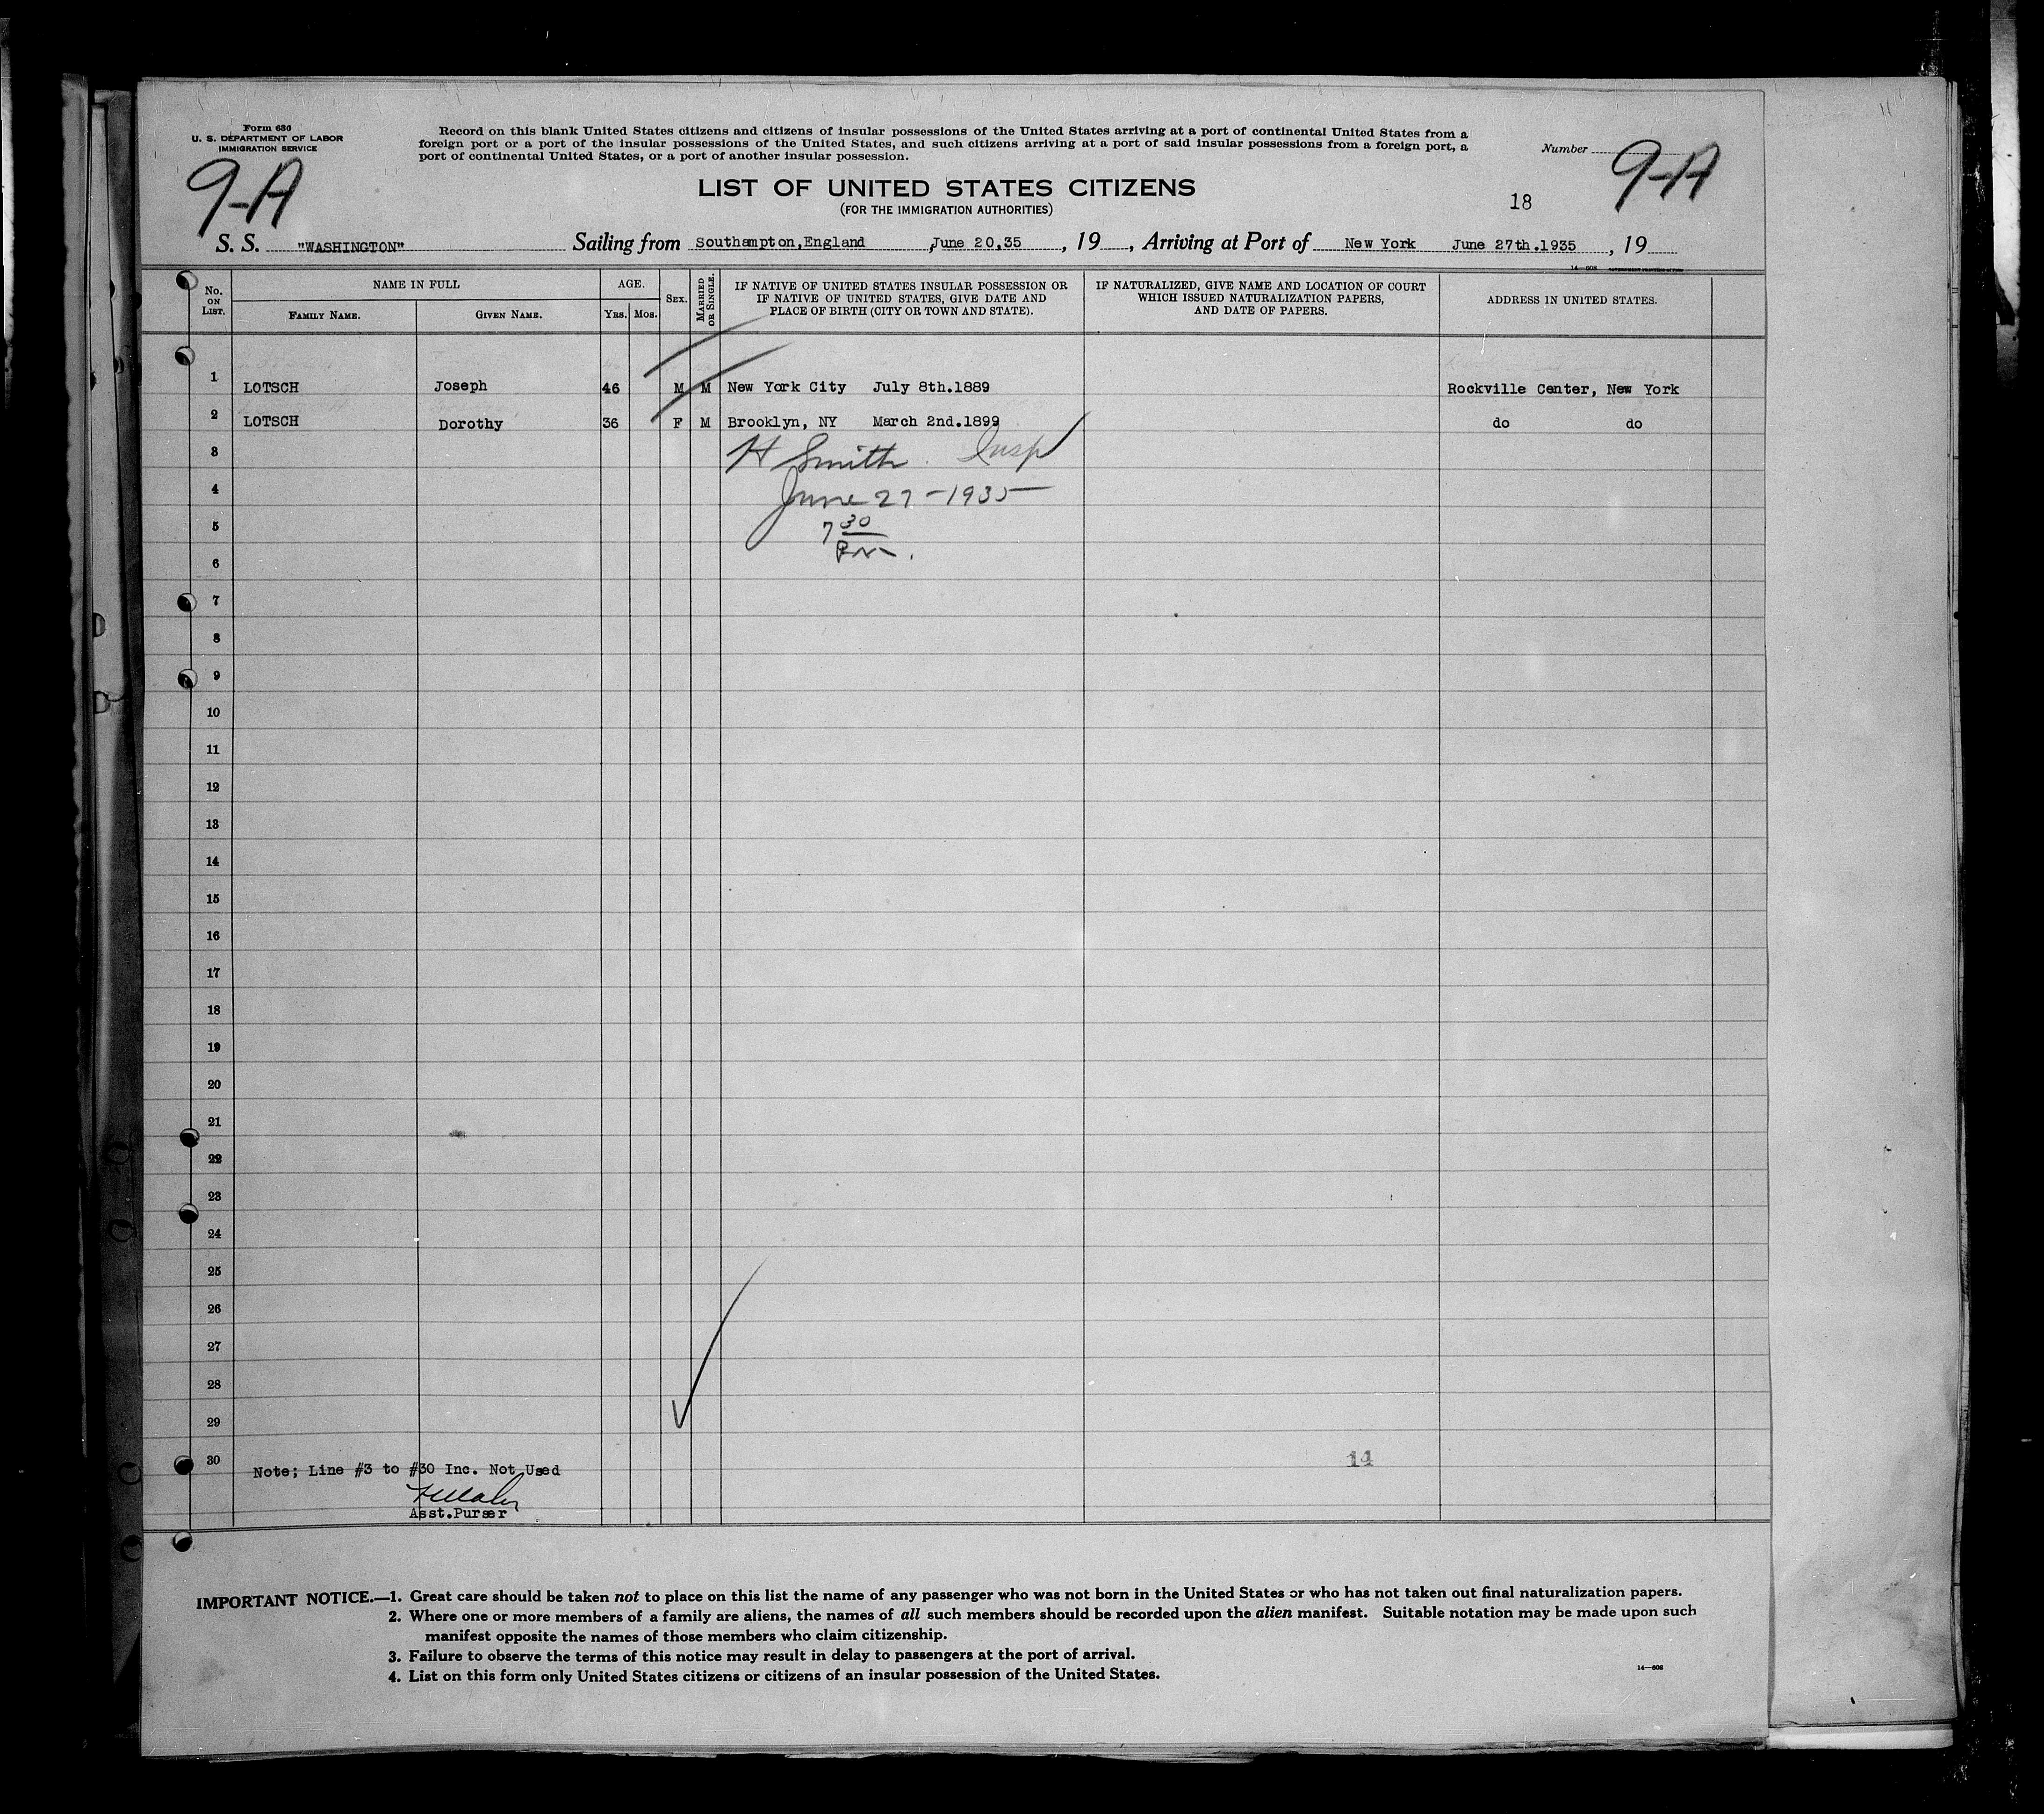 Form 630
U. S. DEPARTMENT OF LABOR
IMMIGRATION SERVICE
Record on this blank United States citizens and citizens of insular possessions of the United States arriving at a port of continental United States from a
foreign port or a port of the insular possessions of the United States, and such citizens arriving at a port of said insular possessions from a foreign port, a
port of continental United States, or a port of another insular possession.
Number
9-A
9-A
LIST OF UNITED STATES CITIZENS
(FOR THE IMMIGRATION AUTHORITIES)
18
S. S. "WASHINGTON" Sailing from Southampton,England ,June 20,35 , 19 , Arriving at Port of New York June 27th.1935 , 19
No. ON LIST.
NAME IN FULL
FAMILY NAME.
GIVEN NAME.
AGE.
YRS. MOS.
SEX.
MARRIED OR SINGLE.
IF NATIVE OF UNITED STATES INSULAR POSSESSION OR
IF NATIVE OF UNITED STATES, GIVE DATE AND
PLACE OF BIRTH (CITY OR TOWN AND STATE).
IF NATURALIZED, GIVE NAME AND LOCATION OF COURT
WHICH ISSUED NATURALIZATION PAPERS,
AND DATE OF PAPERS.
ADDRESS IN UNITED STATES.
1 LOTSCH Joseph 46 M M New York City July 8th.1889 Rockville Center, New York
2 LOTSCH Dorothy 36 F M Brooklyn, NY March 2nd.1899 do do
3 H Smith Insp
4 June 27-1935
5 7 30
6 PM.
7
8
9
10
11
12
13
14
15
16
17
18
19
20
21
22
23
24
25
26
27
28
29
30 Note; Line #3 to #30 Inc. Not Used
14
Asst.Purser
IMPORTANT NOTICE.—1. Great care should be taken not to place on this list the name of any passenger who was not born in the United States or who has not taken out final naturalization papers.
2. Where one or more members of a family are aliens, the names of all such members should be recorded upon the alien manifest. Suitable notation may be made upon such
manifest opposite the names of those members who claim citizenship.
3. Failure to observe the terms of this notice may result in delay to passengers at the port of arrival.
4. List on this form only United States citizens or citizens of an insular possession of the United States.
14—608